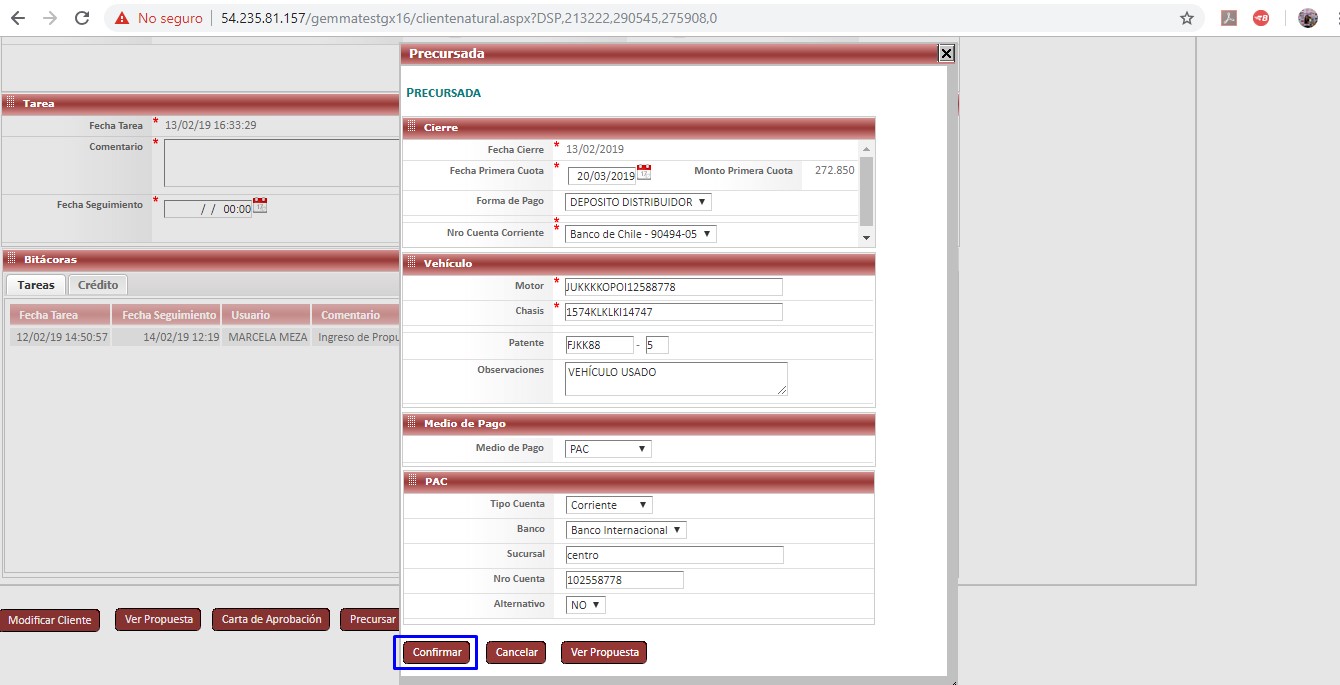 No seguro 54.235.81.157/gemmatestgx16/clientenatural.aspx?DSP,213222,290545,275908,0
Precursada
PRECURSADA
Tarea
Fecha Tarea * 13/02/19 16:33:29
Comentario *
Fecha Seguimiento * / / 00:00
Bitácoras
Tareas Crédito
Fecha Tarea Fecha Seguimiento Usuario Comentario
12/02/19 14:50:57 14/02/19 12:19 MARCELA MEZA Ingreso de Propu
Modificar Cliente Ver Propuesta Carta de Aprobación Precursar
Cierre
Fecha Cierre * 13/02/2019
Fecha Primera Cuota * 20/03/2019 Monto Primera Cuota 272.850
Forma de Pago DEPOSITO DISTRIBUIDOR
*
Nro Cuenta Corriente * Banco de Chile - 90494-05
Vehículo
Motor * JUKKKKOPOI12588778
Chasis * 1574KLKLKI14747
Patente FJKK88 - 5
Observaciones VEHÍCULO USADO
Medio de Pago
Medio de Pago PAC
PAC
Tipo Cuenta Corriente
Banco Banco Internacional
Sucursal centro
Nro Cuenta 102558778
Alternativo NO
Confirmar Cancelar Ver Propuesta